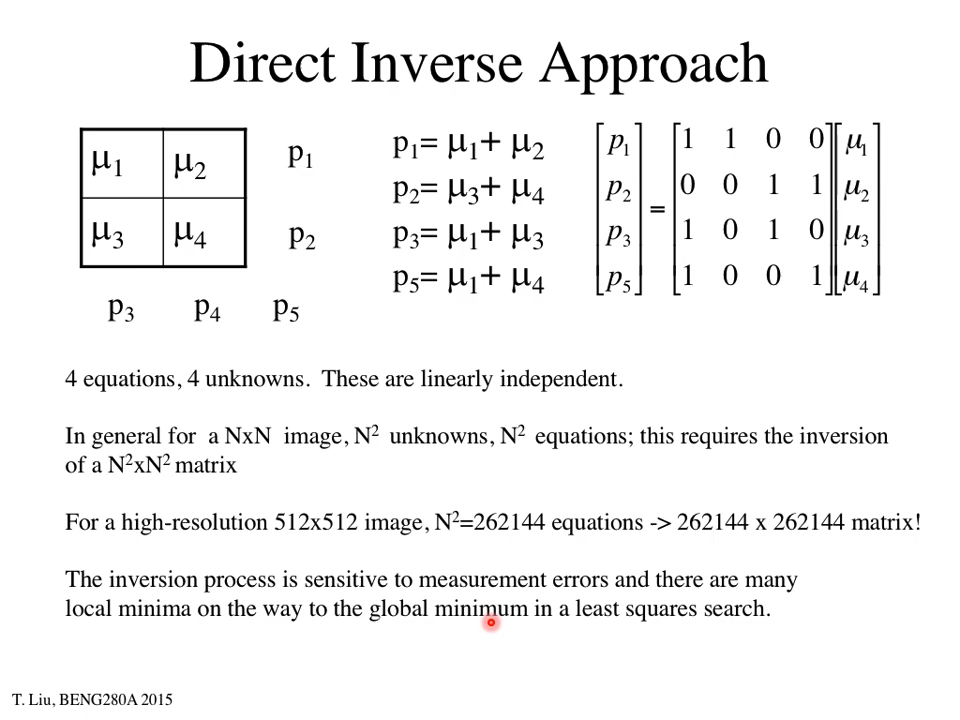 Direct Inverse Approach
μ₁ μ₂ p₁
μ₃ μ₄ p₂
p₃ p₄ p₅
p₁= μ₁+ μ₂
p₂= μ₃+ μ₄
p₃= μ₁+ μ₃
p₅= μ₁+ μ₄
[p₁] [1 1 0 0] [μ₁]
[p₂] = [0 0 1 1] [μ₂]
[p₃] [1 0 1 0] [μ₃]
[p₅] [1 0 0 1] [μ₄]
4 equations, 4 unknowns. These are linearly independent.
In general for a NxN image, N² unknowns, N² equations; this requires the inversion
of a N²xN² matrix
For a high-resolution 512x512 image, N²=262144 equations -> 262144 x 262144 matrix!
The inversion process is sensitive to measurement errors and there are many
local minima on the way to the global minimum in a least squares search.
T. Liu, BENG280A 2015